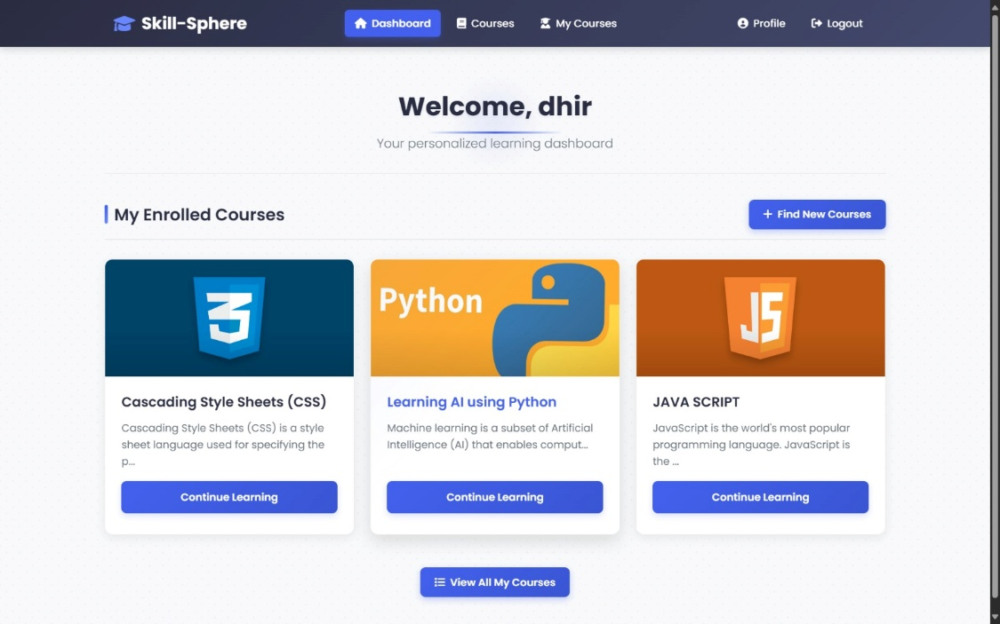 Skill-Sphere
Dashboard
Courses
My Courses
Profile
Logout
Welcome, dhir
Your personalized learning dashboard
My Enrolled Courses
+ Find New Courses
3
Python
JS
Cascading Style Sheets (CSS)
Cascading Style Sheets (CSS) is a style
sheet language used for specifying the
p...
Continue Learning
Learning AI using Python
Machine learning is a subset of Artificial
Intelligence (AI) that enables comput...
Continue Learning
JAVA SCRIPT
JavaScript is the world's most popular
programming language. JavaScript is
the ...
Continue Learning
View All My Courses